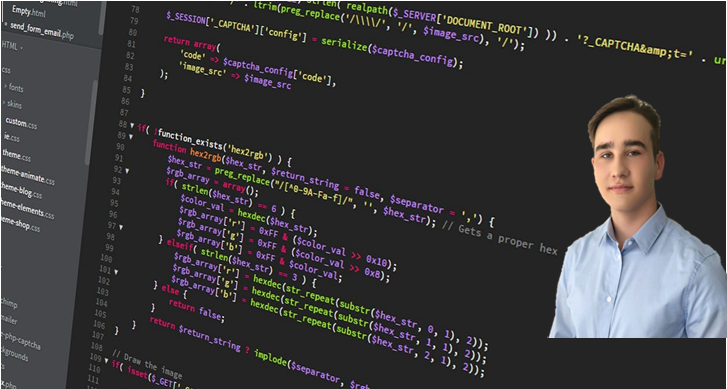 Empty.html
send_form_email.php
HTML
css
fonts
skins
custom.css
ie.css
theme.css
theme-animate.css
theme-blog.css
theme-elements.css
theme-shop.css
mailer
php-captcha
78
79 ltrim(preg_replace('/\\\\/', '/', $image_src), '/');
realpath($_SERVER['DOCUMENT_ROOT']) )) . '?_CAPTCHA&amp;t=' .
80 $_SESSION['_CAPTCHA']['config'] = serialize($captcha_config);
81
82 return array(
83 'code' => $captcha_config['code'],
84 'image_src' => $image_src
85 );
}
86
87
88 if( !function_exists('hex2rgb') ) {
89 function hex2rgb($hex_str, $return_string = false, $separator = ',') {
90 $hex_str = preg_replace("/[^0-9A-Fa-f]/", '', $hex_str); // Gets a proper hex
91 $rgb_array = array();
92 if( strlen($hex_str) == 6 ) {
93 $color_val = hexdec($hex_str);
94 $rgb_array['r'] = 0xFF & ($color_val >> 0x10);
95 $rgb_array['g'] = 0xFF & ($color_val >> 0x8);
96 $rgb_array['b'] = 0xFF & $color_val;
97 } elseif( strlen($hex_str) == 3 ) {
98 $rgb_array['r'] = hexdec(str_repeat(substr($hex_str, 0, 1), 2));
99 $rgb_array['g'] = hexdec(str_repeat(substr($hex_str, 1, 1), 2));
100 $rgb_array['b'] = hexdec(str_repeat(substr($hex_str, 2, 1), 2));
101 } else {
102 return false;
103 }
104 return $return_string ? implode($separator,
105 }
106 }
107
108 // Draw the image
109 if( isset($_GET[
110
111